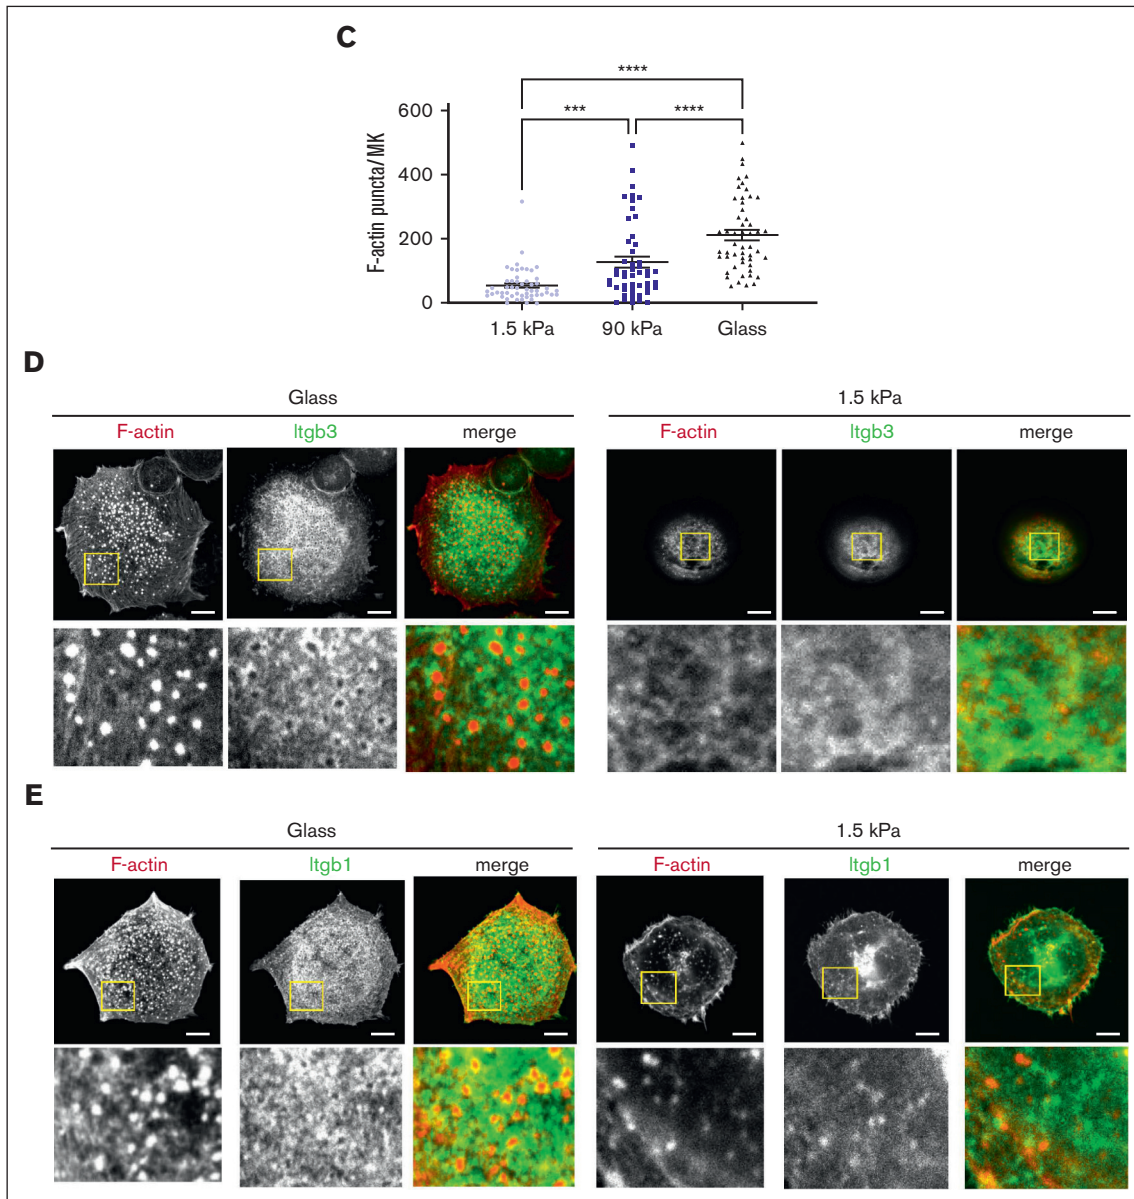 C
****
***
****
600
400
200
0
F-actin puncta/MK
1.5 kPa
90 kPa
Glass
D
Glass
1.5 kPa
F-actin
Itgb3
merge
F-actin
Itgb3
merge
E
Glass
1.5 kPa
F-actin
Itgb1
merge
F-actin
Itgb1
merge